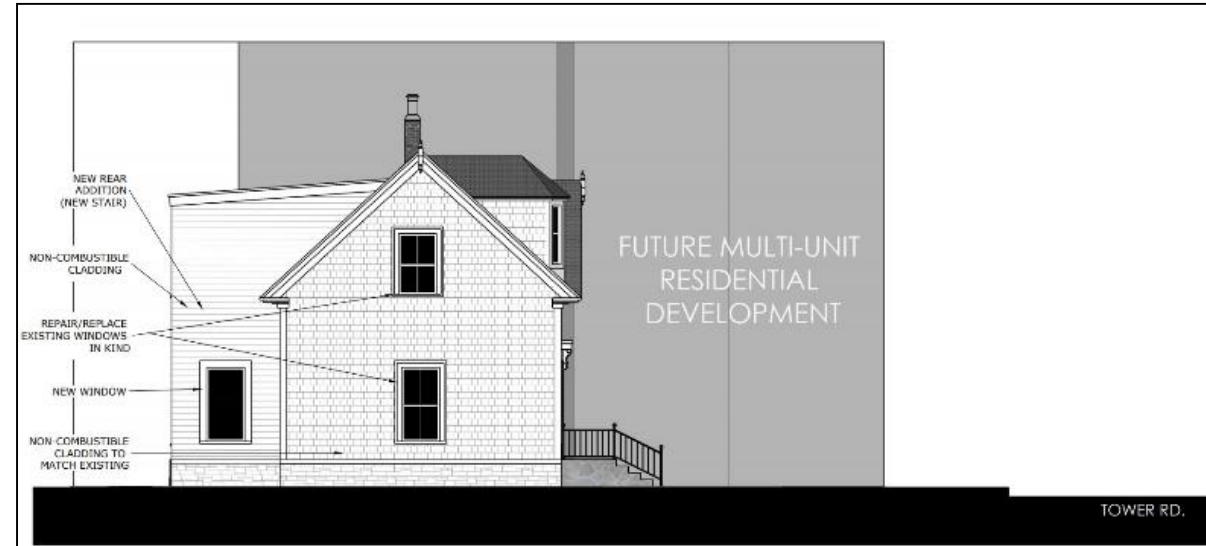 NEW REAR
ADDITION
(NEW STAIR)
NON-COMBUSTIBLE
CLADDING
REPAIR/REPLACE
EXISTING WINDOWS
IN KIND
NEW WINDOW
NON-COMBUSTIBLE
CLADDING TO
MATCH EXISTING
FUTURE MULTI-UNIT
RESIDENTIAL
DEVELOPMENT
TOWER RD.